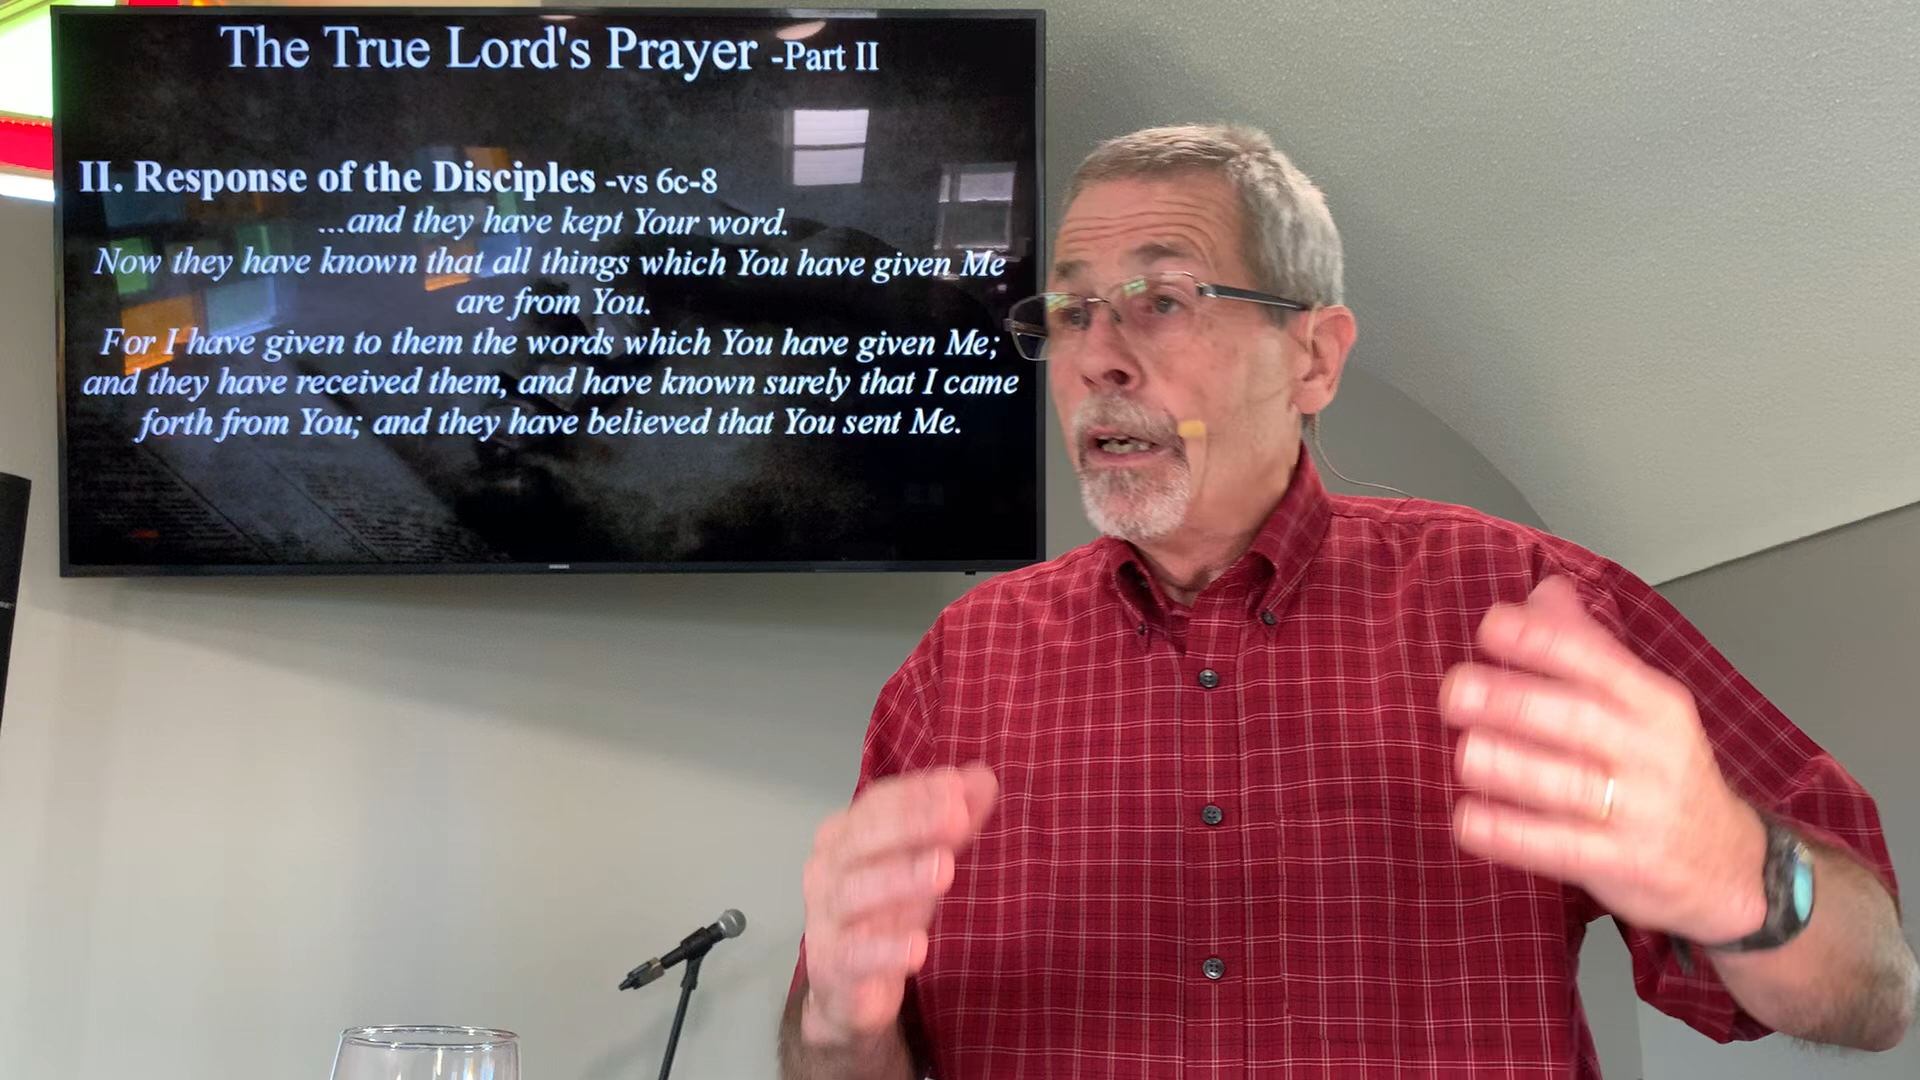 The True Lord's Prayer -Part II
II. Response of the Disciples -vs 6c-8
...and they have kept Your word.
Now they have known that all things which You have given Me
are from You.
For I have given to them the words which You have given Me;
and they have received them, and have known surely that I came
forth from You; and they have believed that You sent Me.